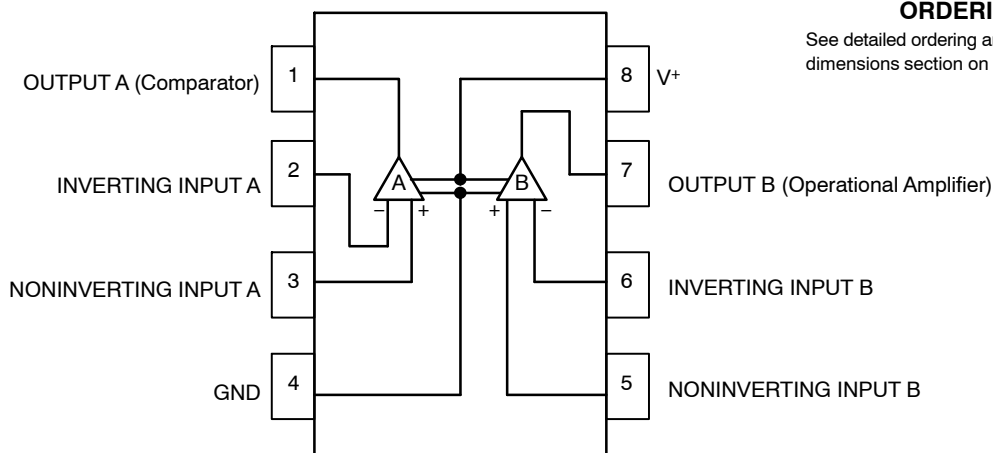 ORDERI
See detailed ordering a
dimensions section on
OUTPUT A (Comparator)
1
8
V+
INVERTING INPUT A
2
7
OUTPUT B (Operational Amplifier)
A
B
− +
+ −
NONINVERTING INPUT A
3
6
INVERTING INPUT B
GND
4
5
NONINVERTING INPUT B